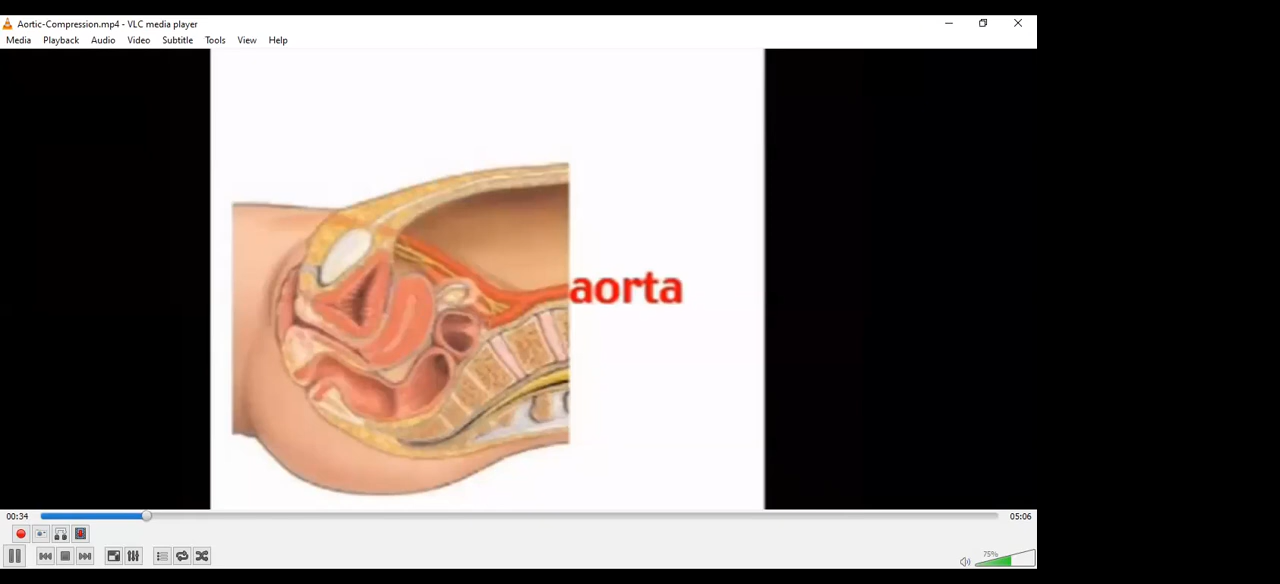 Aortic-Compression.mp4 - VLC media player
Media Playback Audio Video Subtitle Tools View Help
aorta
00:34 05:06
75%